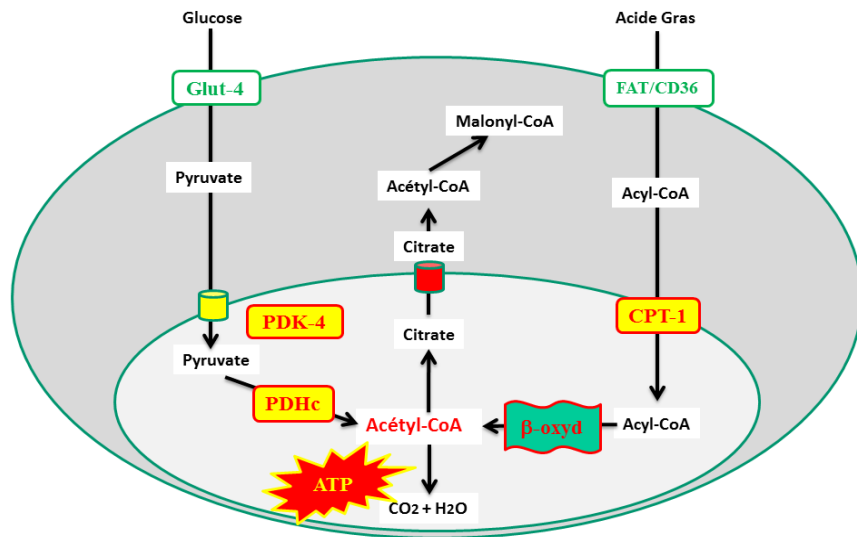 Glucose
Acide Gras
Glut-4
FAT/CD36
Malonyl-CoA
Pyruvate
Acétyl-CoA
Acyl-CoA
Citrate
PDK-4
CPT-1
Citrate
Pyruvate
PDHc
Acétyl-CoA
β-oxyd
Acyl-CoA
ATP
CO2 + H2O